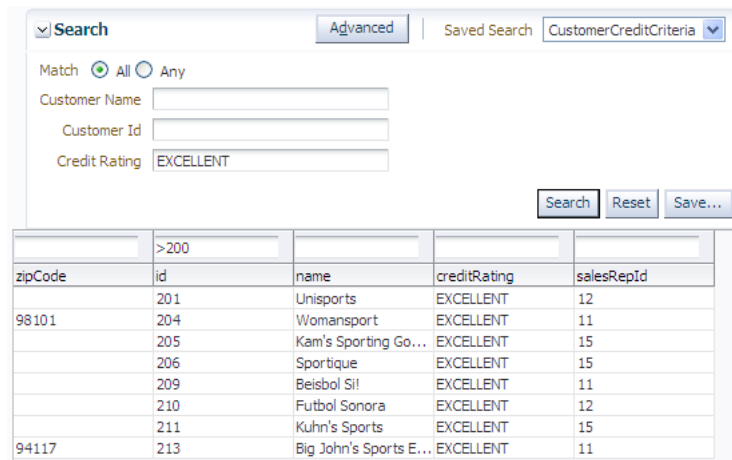 Search Advanced Saved Search CustomerCreditCriteria
Match All Any
Customer Name
Customer Id
Credit Rating EXCELLENT
Search Reset Save...
>200
zipCode id name creditRating salesRepId
201 Unisports EXCELLENT 12
98101 204 Womansport EXCELLENT 11
205 Kam's Sporting Go... EXCELLENT 15
206 Sportique EXCELLENT 15
209 Beisbol Si! EXCELLENT 11
210 Futbol Sonora EXCELLENT 12
211 Kuhn's Sports EXCELLENT 15
94117 213 Big John's Sports E... EXCELLENT 11